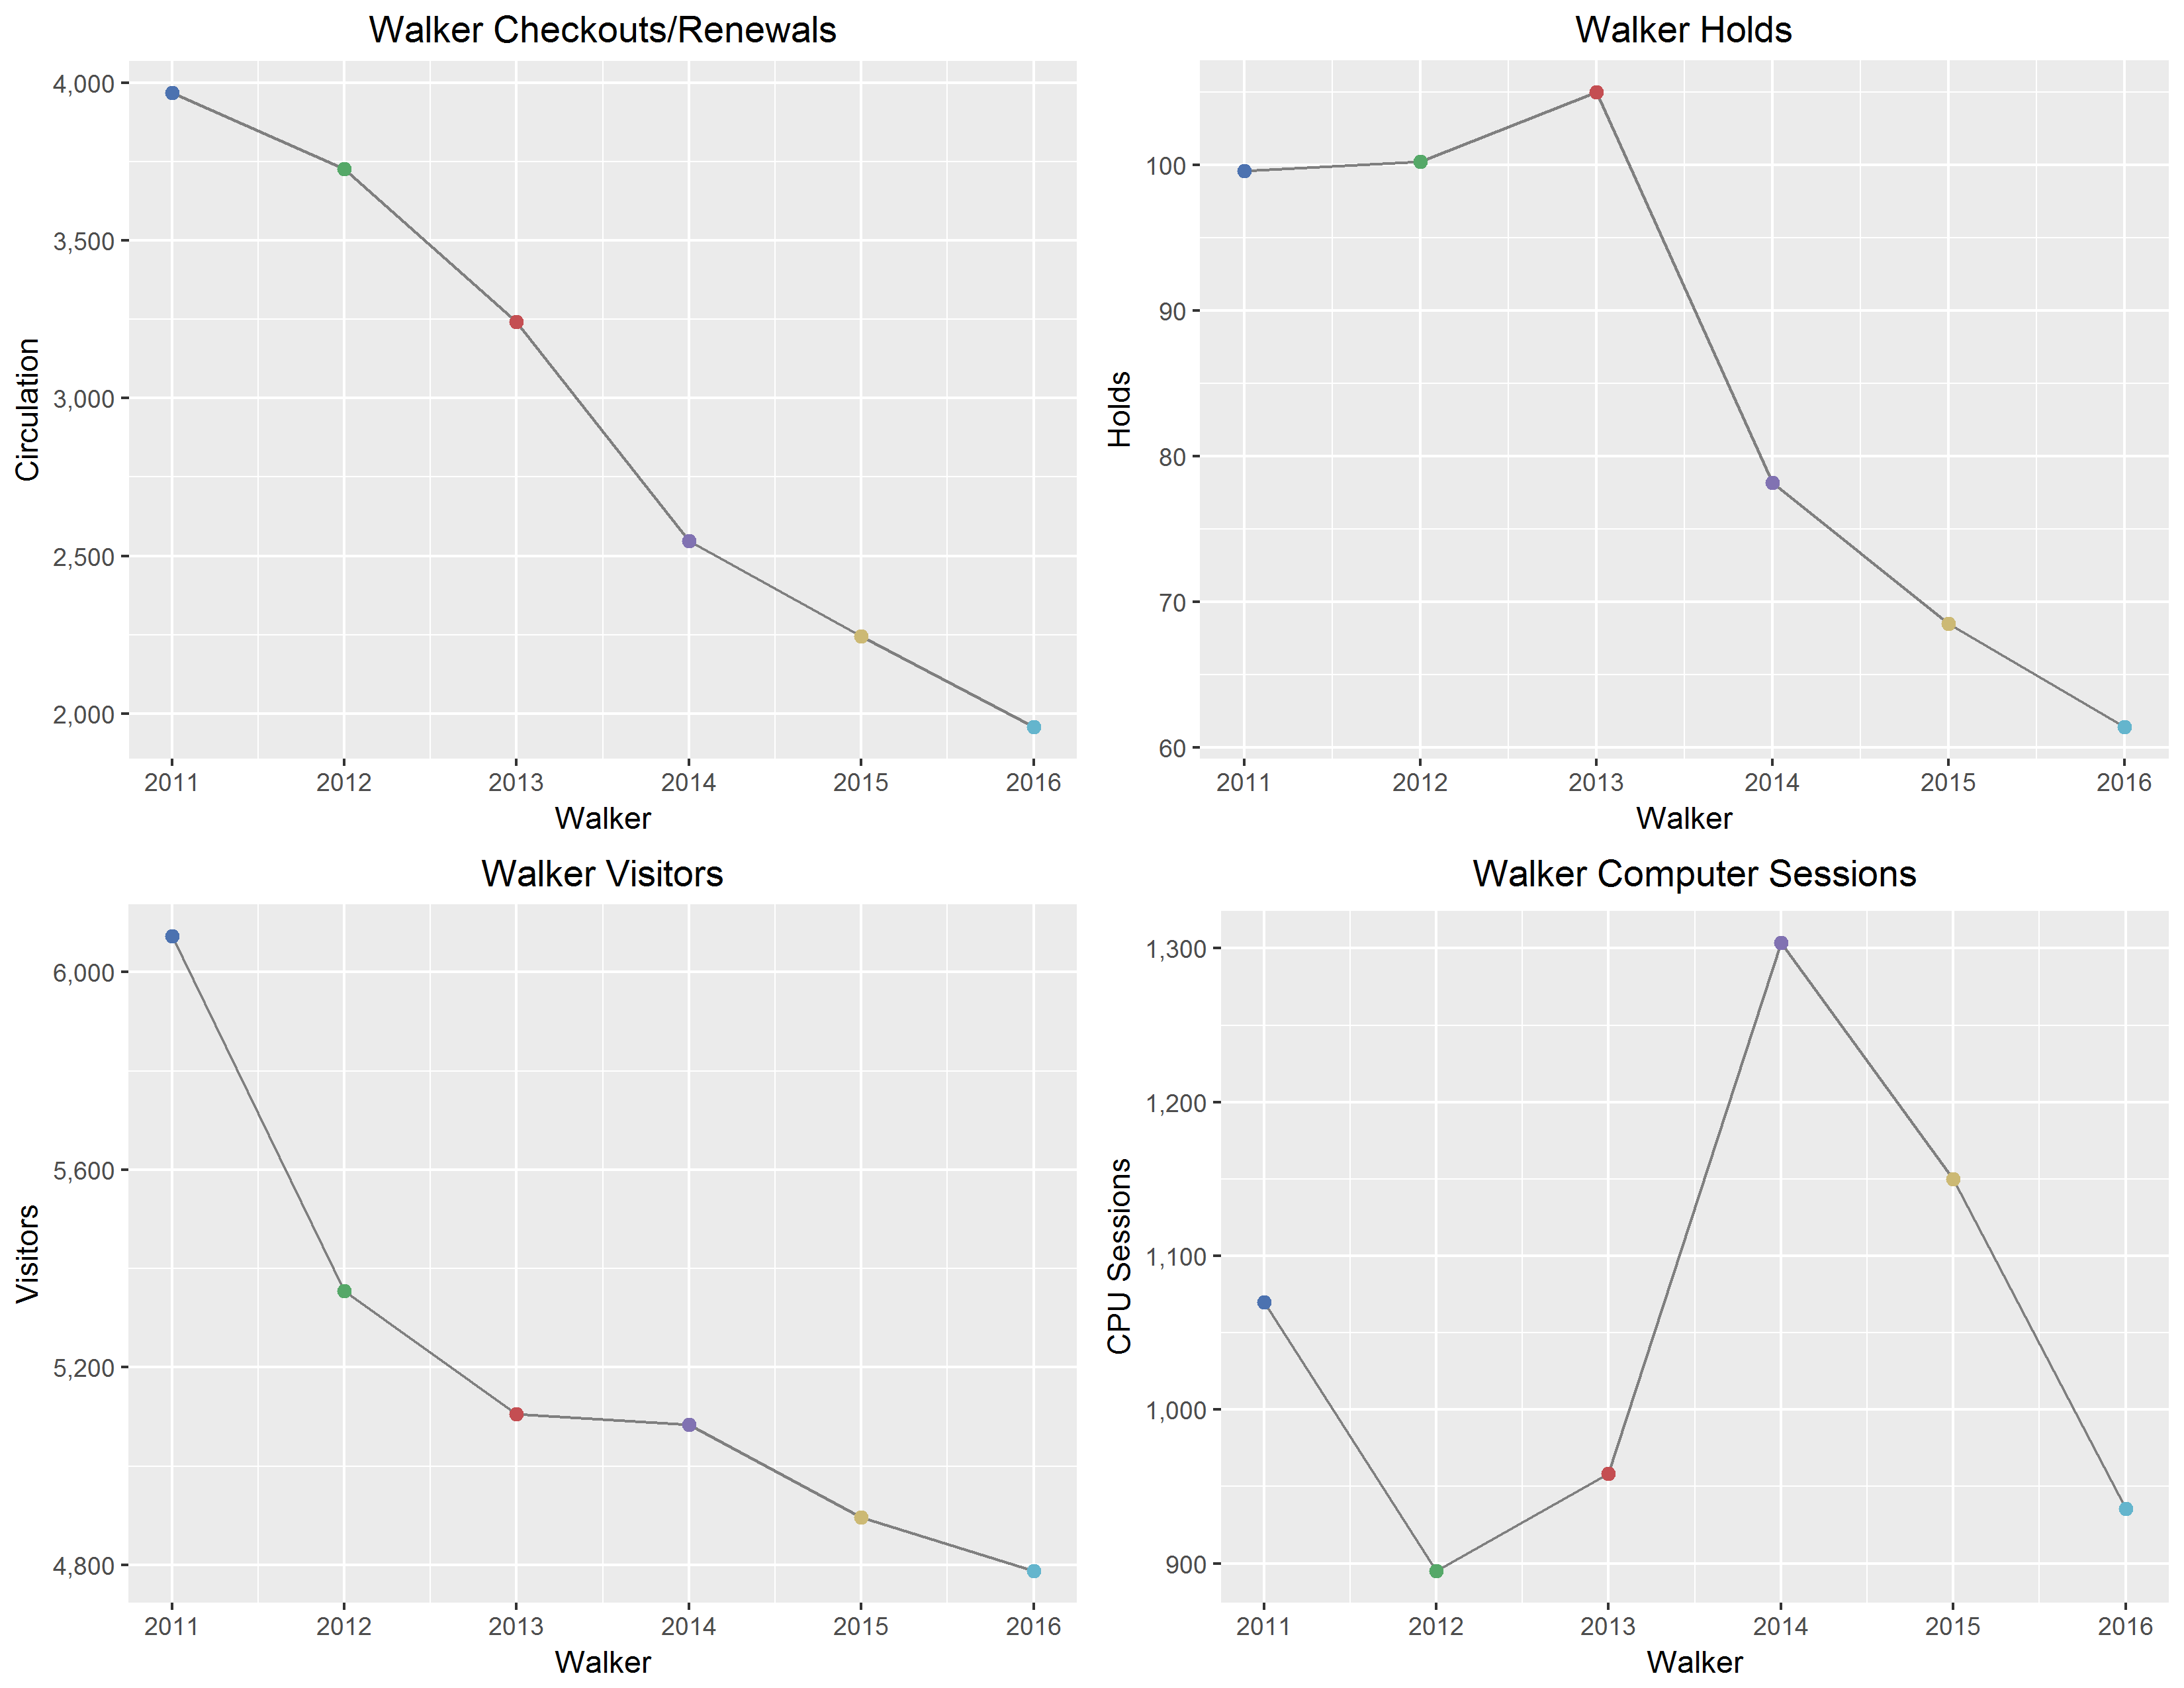 Walker Checkouts/Renewals
4,000
3,500
3,000
2,500
2,000
Circulation
2011 2012 2013 2014 2015 2016
Walker
Walker Holds
100
90
80
70
60
Holds
2011 2012 2013 2014 2015 2016
Walker
Walker Visitors
6,000
5,600
5,200
4,800
Visitors
2011 2012 2013 2014 2015 2016
Walker
Walker Computer Sessions
1,300
1,200
1,100
1,000
900
CPU Sessions
2011 2012 2013 2014 2015 2016
Walker